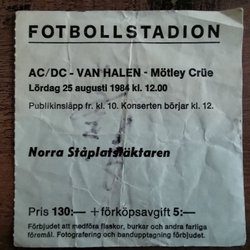 FOTBOLLSTADION
AC/DC - VAN HALEN - Mötley Crüe
Lördag 25 augusti 1984 kl. 12.00
Publikinsläpp fr. kl. 10. Konserten börjar kl. 12.
Norra Ståplatsläktaren
Pris 130:— + förköpsavgift 5:—
Förbjudet att medföra flaskor, burkar och andra farliga
föremål. Fotografering och bandupptagning förbjudet.